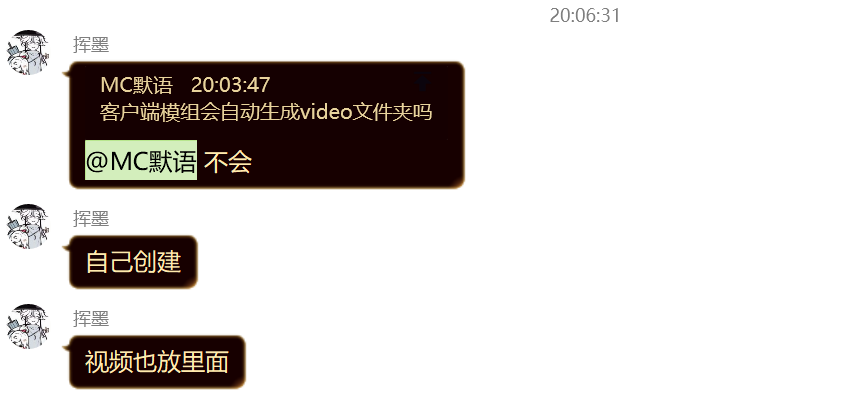 20:06:31
挥墨
MC默语 20:03:47
客户端模组会自动生成video文件夹吗
@MC默语 不会
挥墨
自己创建
挥墨
视频也放里面